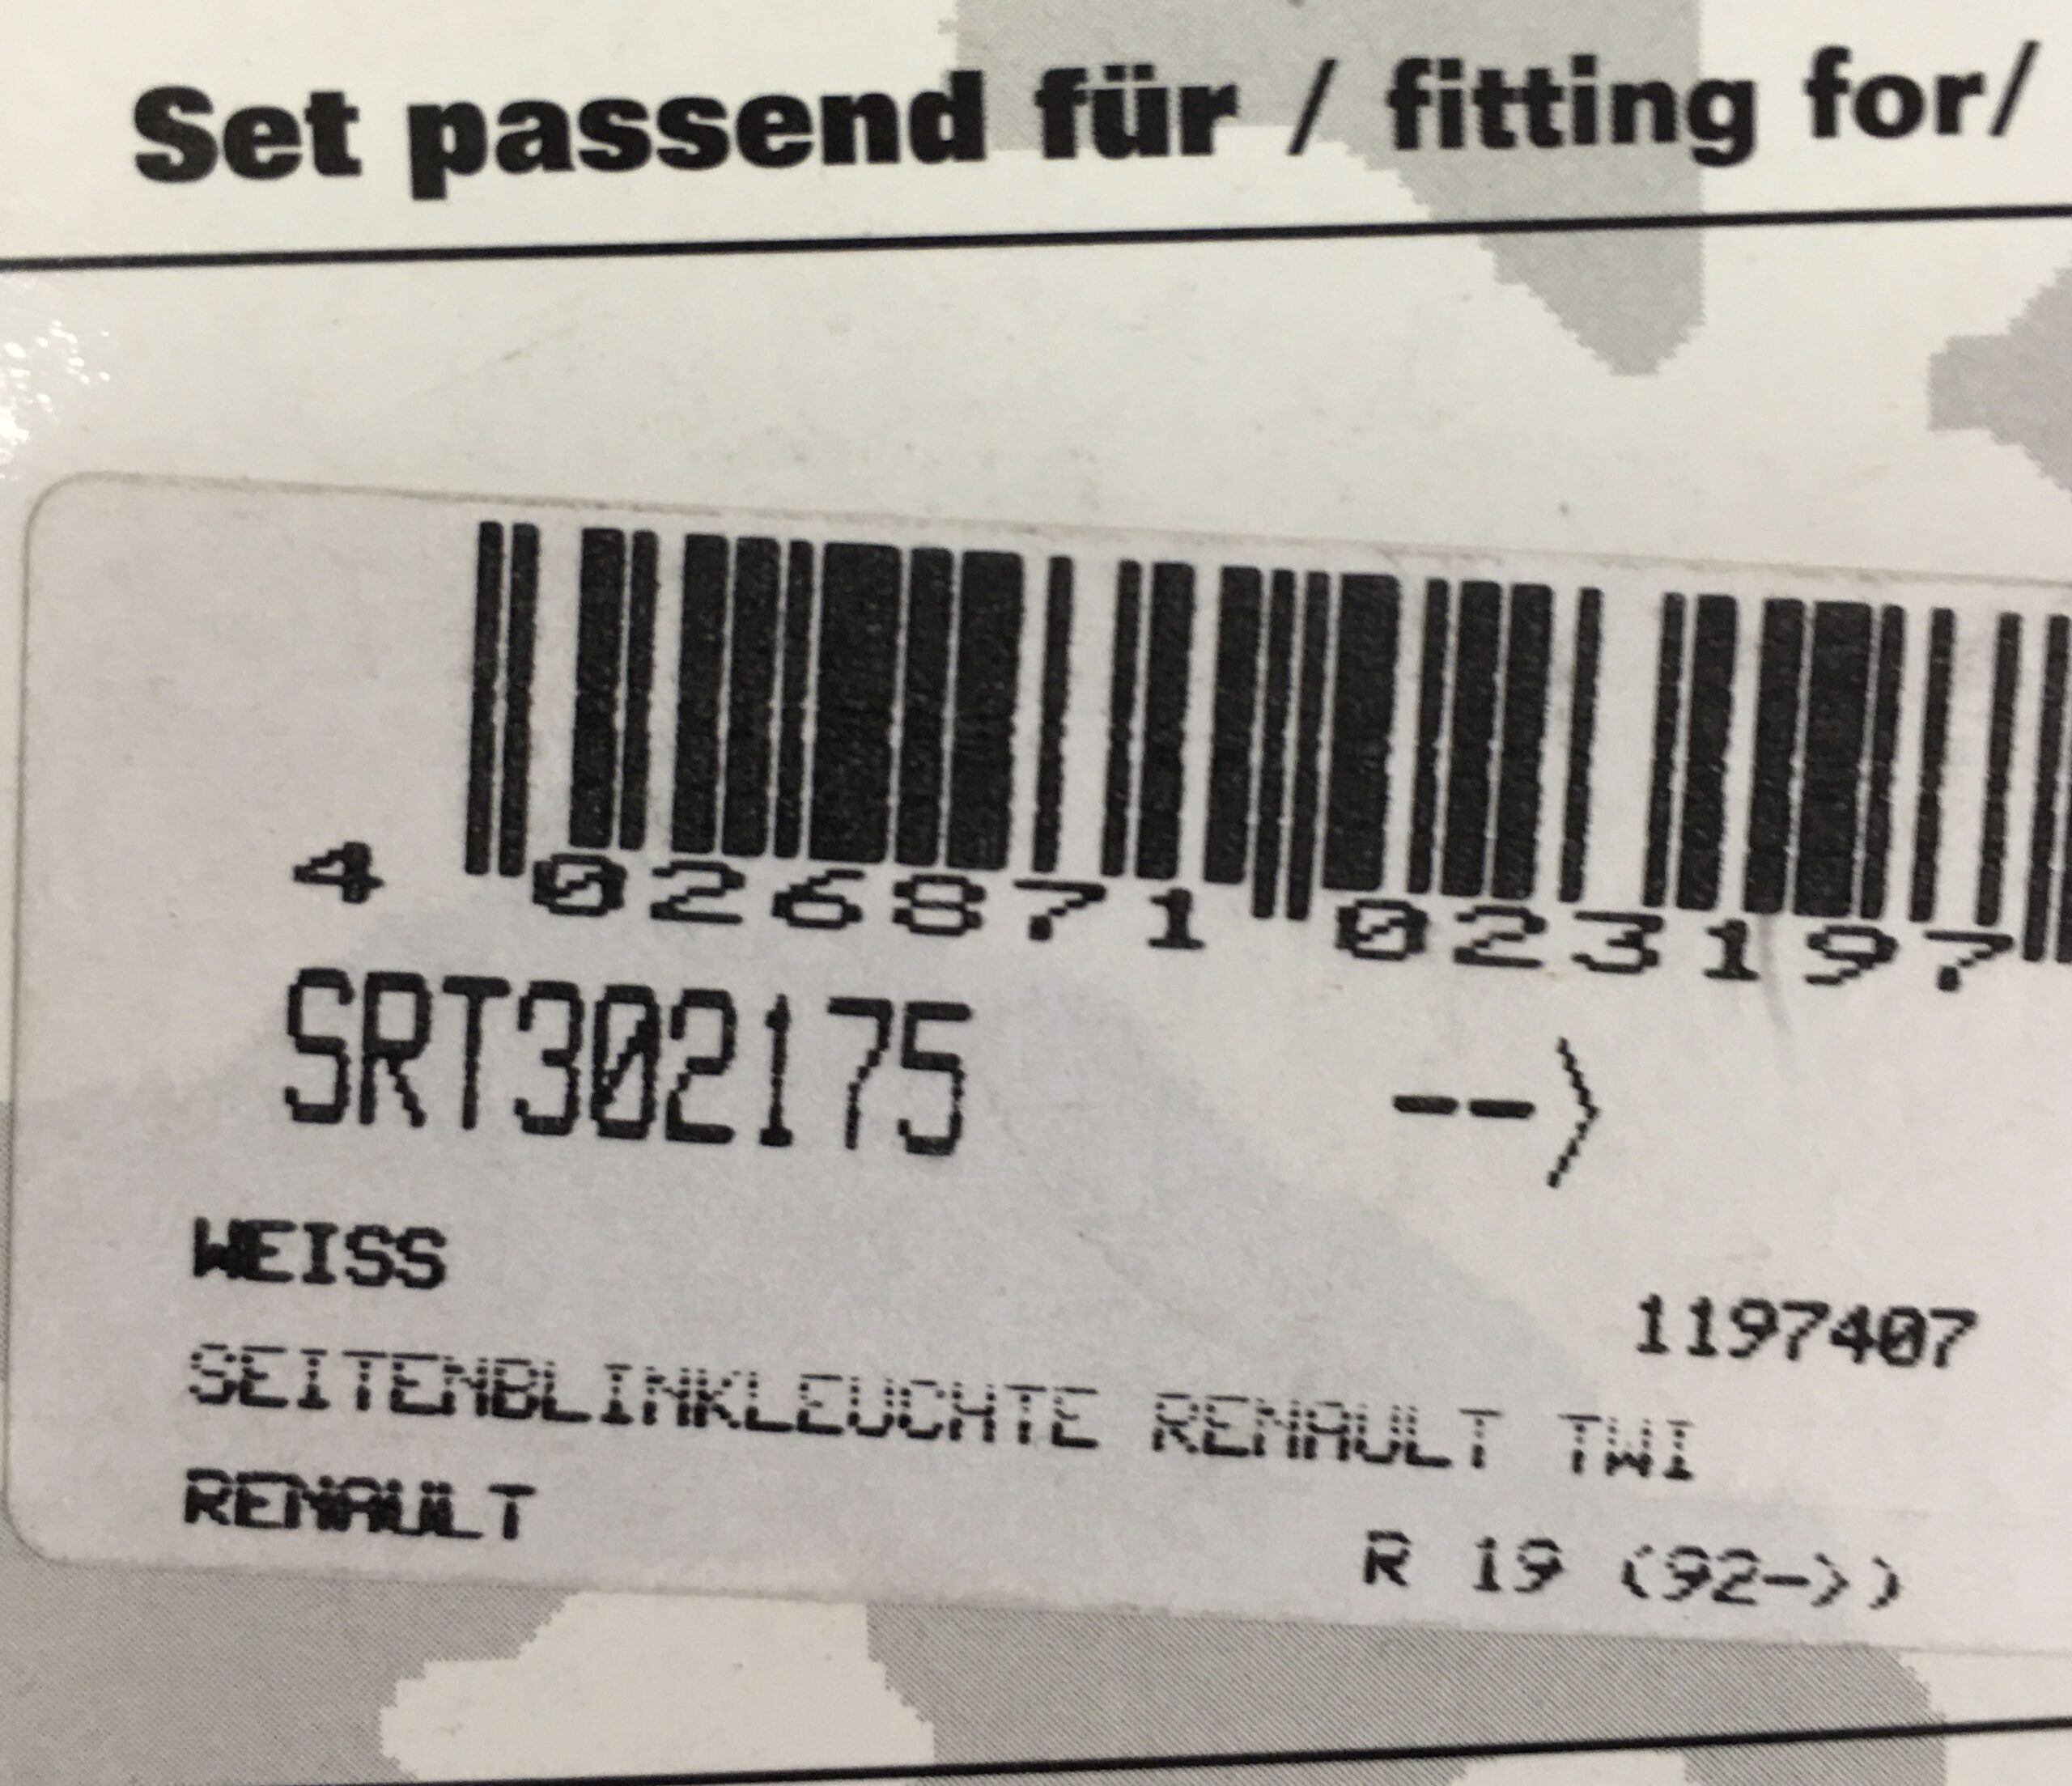 Set passend für / fitting for/
4 026871 023197
SRT302175 -->
WEISS
1197407
SEITENBLINKLEUCHTE RENAULT TWI
RENAULT
R 19 (92->)